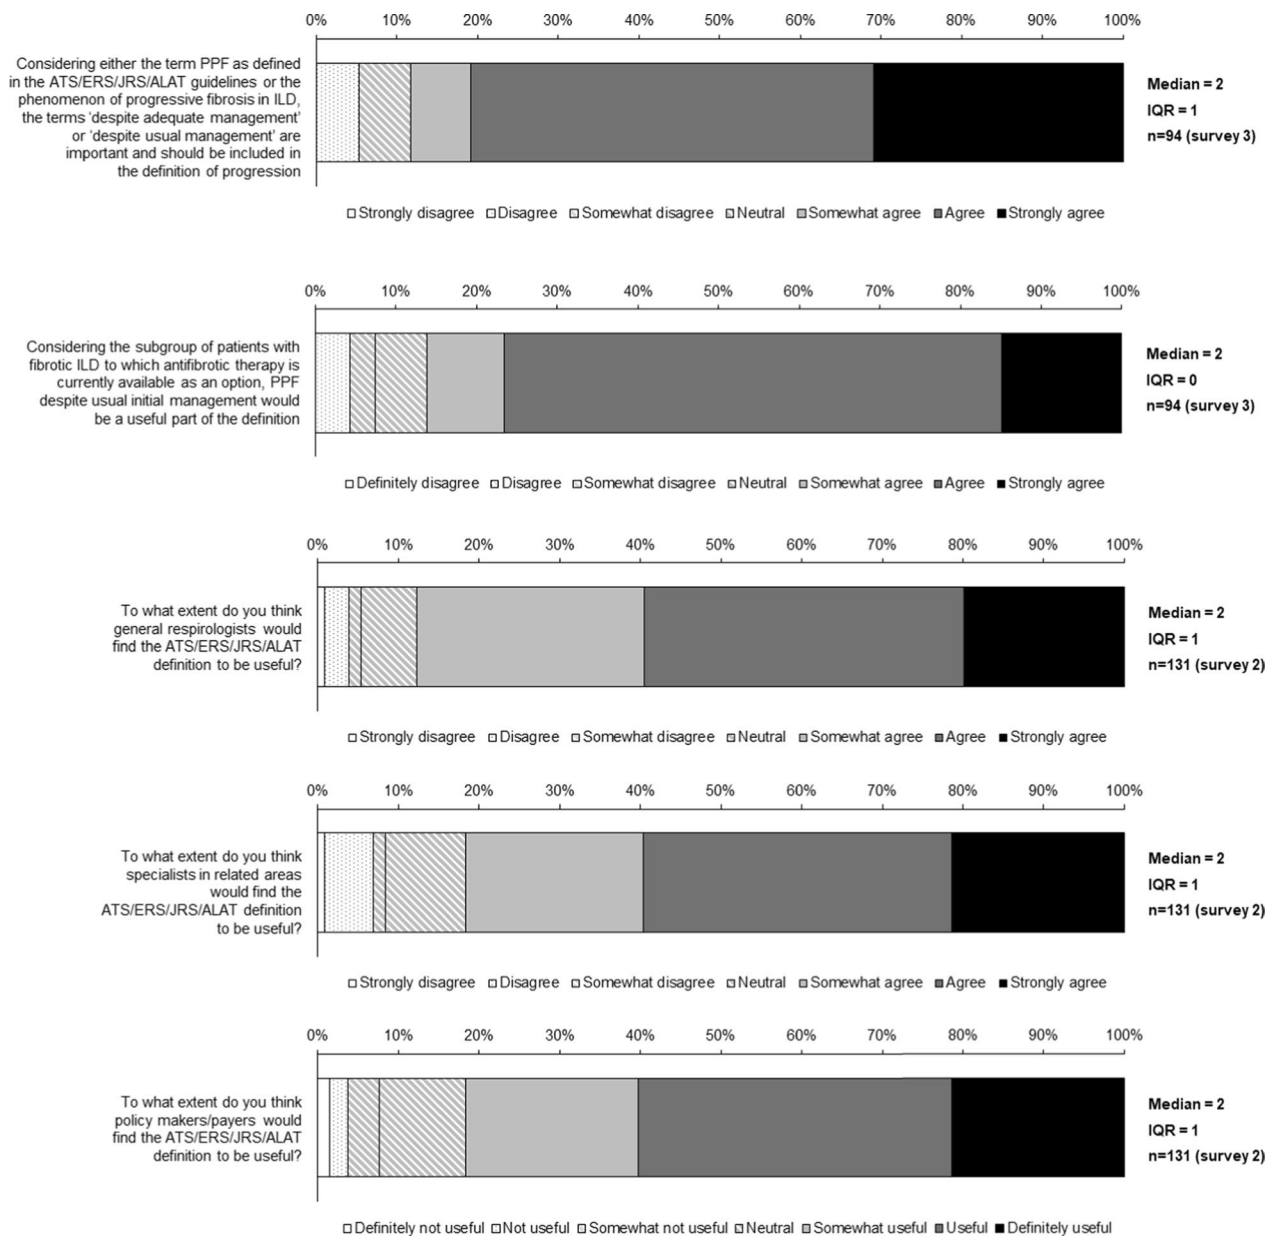 0% 10% 20% 30% 40% 50% 60% 70% 80% 90% 100%
Considering either the term PPF as defined
in the ATS/ERS/JRS/ALAT guidelines or the
phenomenon of progressive fibrosis in ILD,
the terms ‘despite adequate management’
or ‘despite usual management’ are
important and should be included in
the definition of progression
Median = 2
IQR = 1
n=94 (survey 3)
Strongly disagree Disagree Somewhat disagree Neutral Somewhat agree Agree Strongly agree
0% 10% 20% 30% 40% 50% 60% 70% 80% 90% 100%
Considering the subgroup of patients with
fibrotic ILD to which antifibrotic therapy is
currently available as an option, PPF
despite usual initial management would
be a useful part of the definition
Median = 2
IQR = 0
n=94 (survey 3)
Definitely disagree Disagree Somewhat disagree Neutral Somewhat agree Agree Strongly agree
0% 10% 20% 30% 40% 50% 60% 70% 80% 90% 100%
To what extent do you think
general respirologists would
find the ATS/ERS/JRS/ALAT
definition to be useful?
Median = 2
IQR = 1
n=131 (survey 2)
Strongly disagree Disagree Somewhat disagree Neutral Somewhat agree Agree Strongly agree
0% 10% 20% 30% 40% 50% 60% 70% 80% 90% 100%
To what extent do you think
specialists in related areas
would find the
ATS/ERS/JRS/ALAT definition
to be useful?
Median = 2
IQR = 1
n=131 (survey 2)
Strongly disagree Disagree Somewhat disagree Neutral Somewhat agree Agree Strongly agree
0% 10% 20% 30% 40% 50% 60% 70% 80% 90% 100%
To what extent do you think
policy makers/payers would
find the ATS/ERS/JRS/ALAT
definition to be useful?
Median = 2
IQR = 1
n=131 (survey 2)
Definitely not useful Not useful Somewhat not useful Neutral Somewhat useful Useful Definitely useful